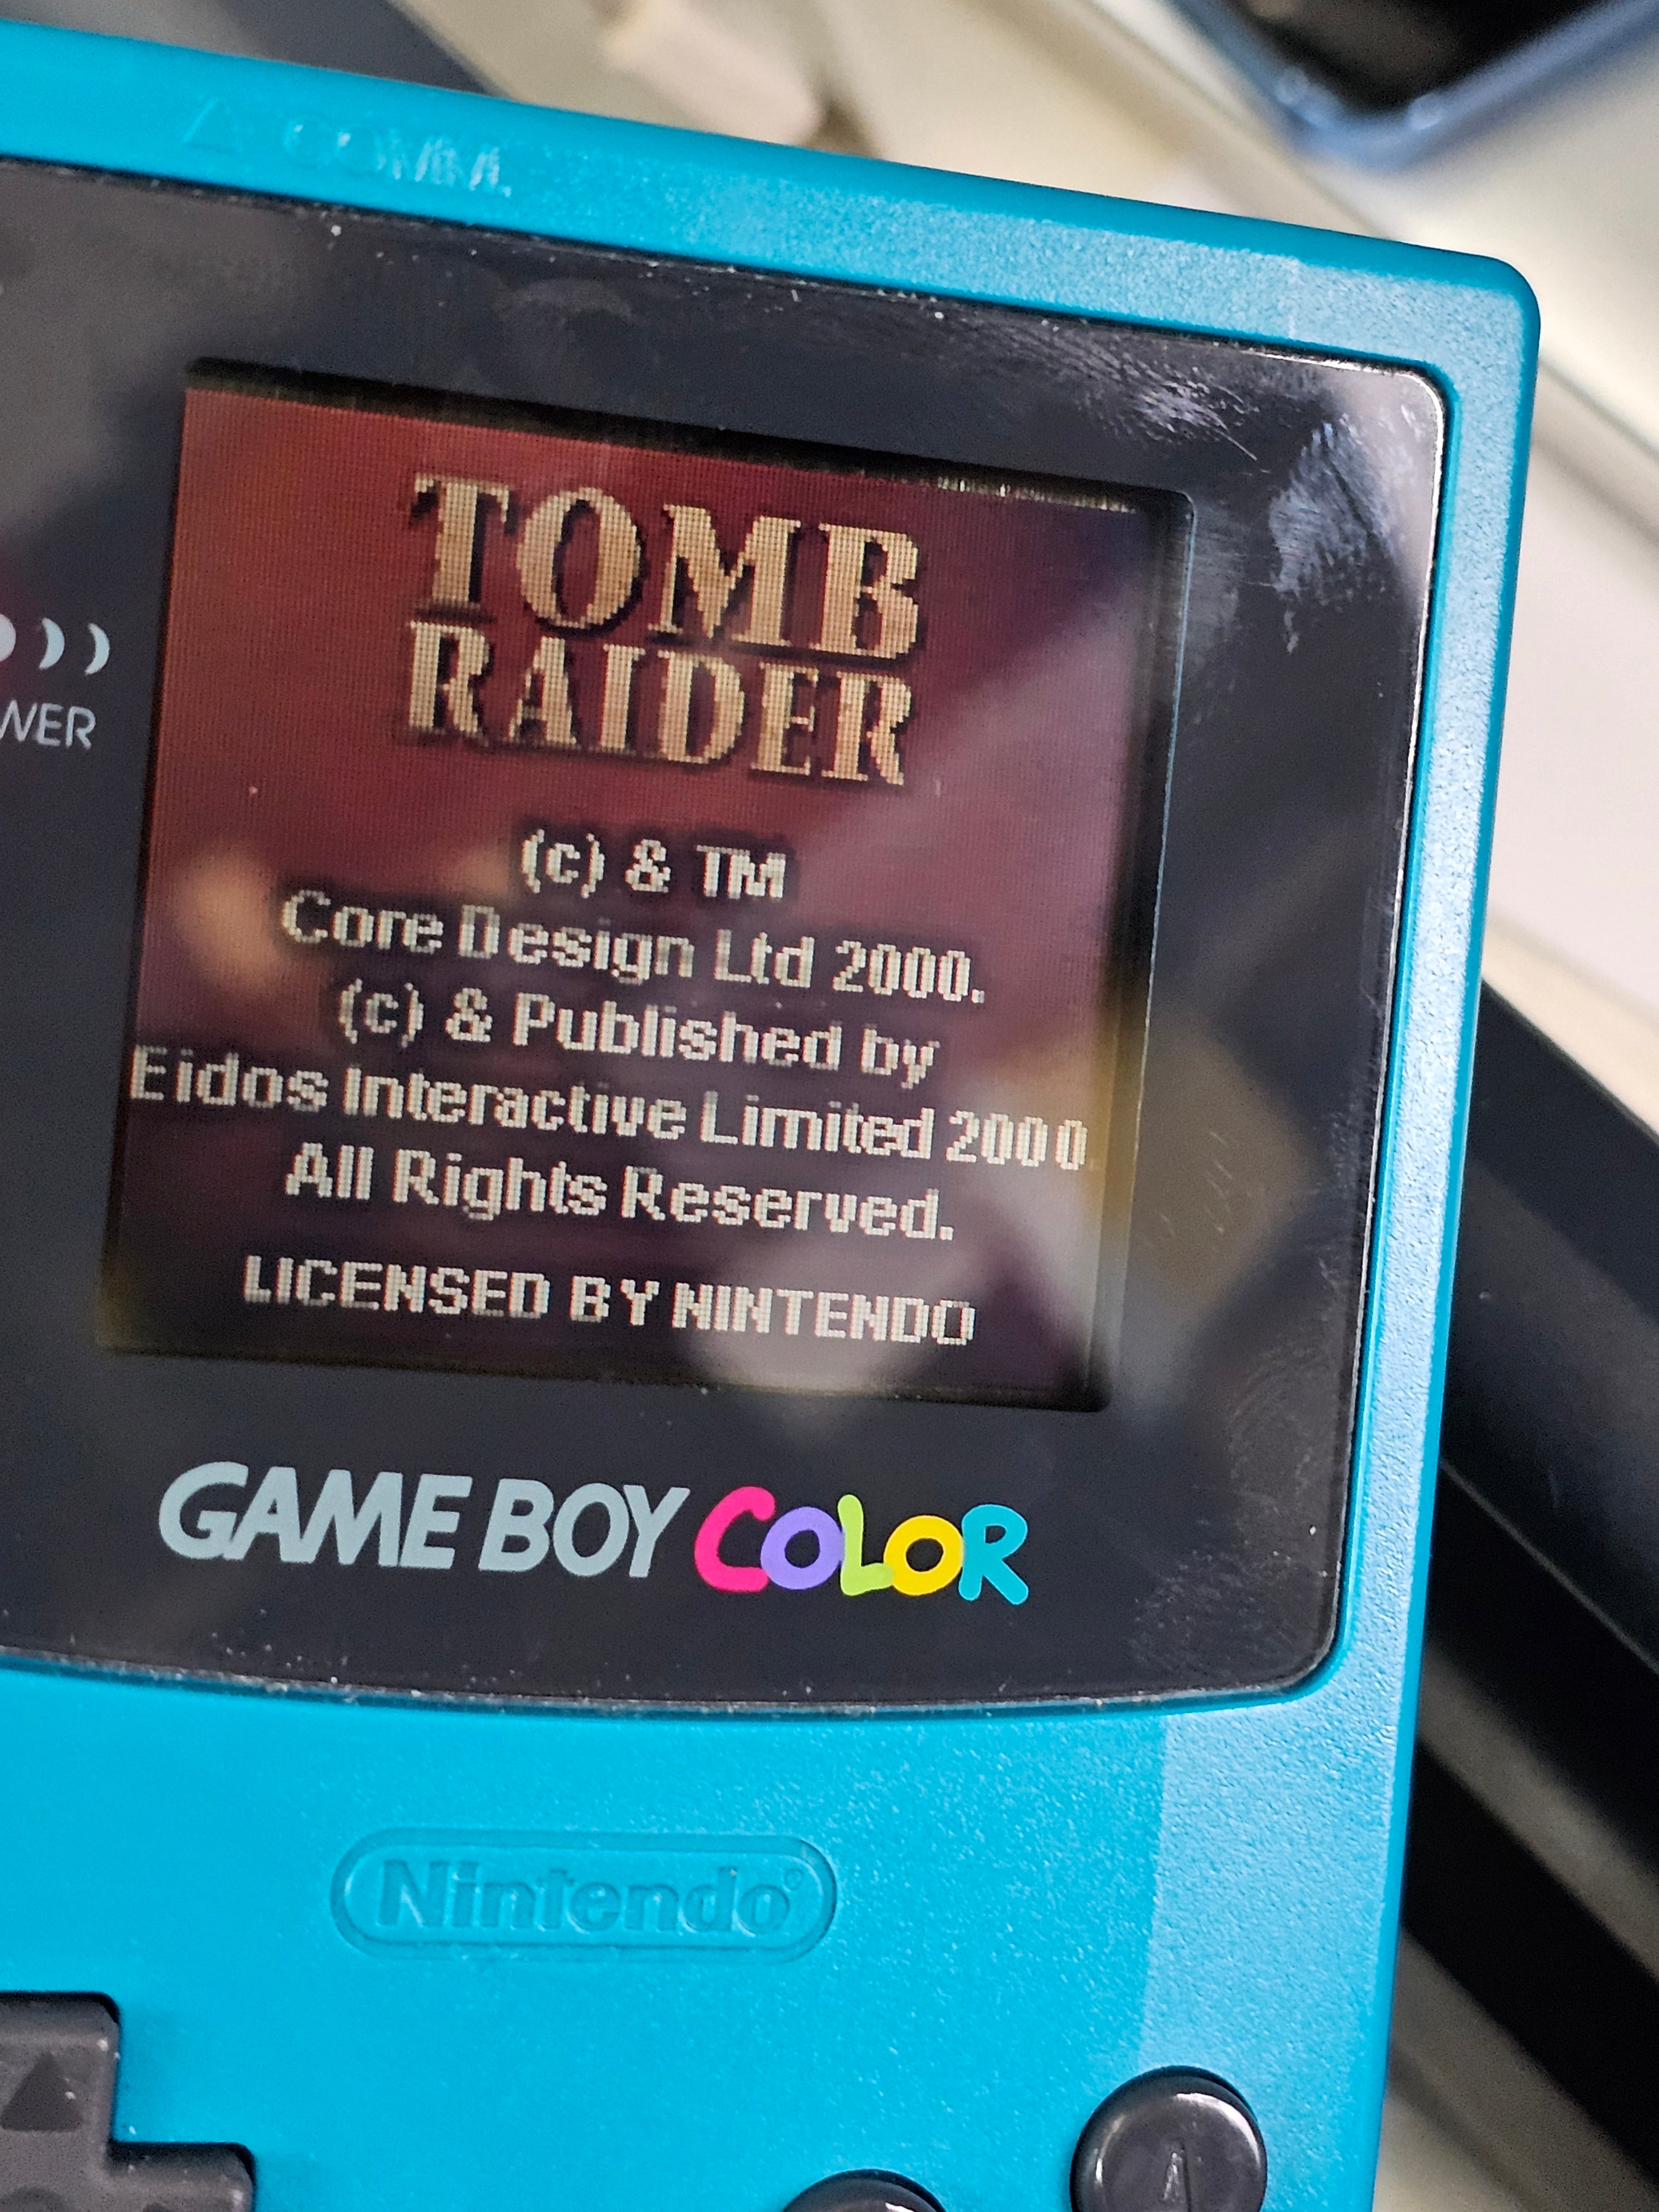 COMM.
WER
TOMB
RAIDER
(c) & TM
Core Design Ltd 2000.
(c) & Published by
Eidos Interactive Limited 2000.
All Rights Reserved.
LICENSED BY NINTENDO
GAME BOY COLOR
Nintendo®
A